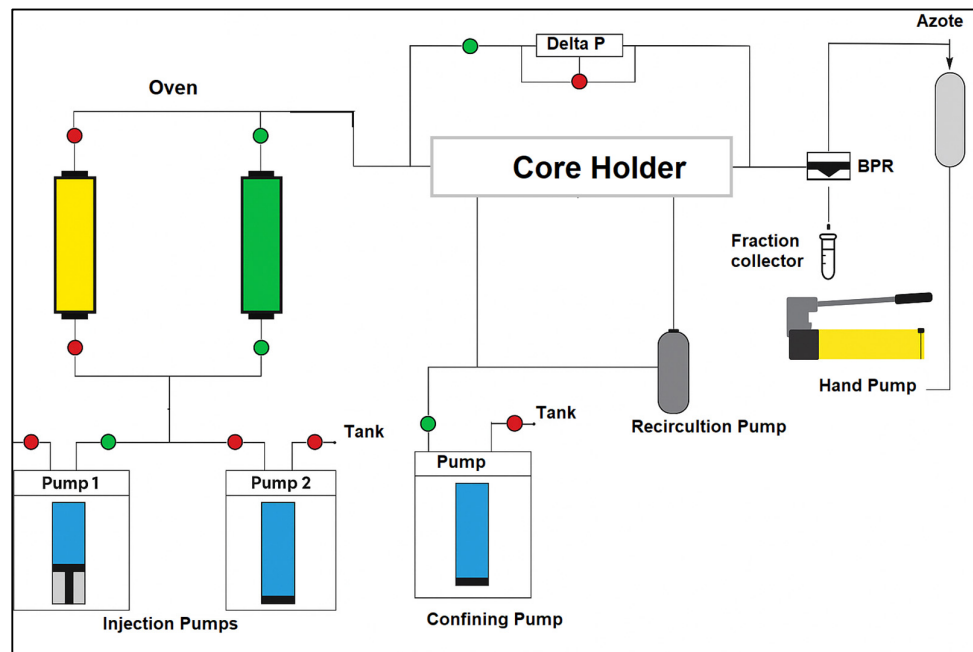 Azote
Delta P
Oven
Core Holder
BPR
Fraction
collector
Hand Pump
Recircultion Pump
Tank
Tank
Pump 1
Pump 2
Pump
Injection Pumps
Confining Pump